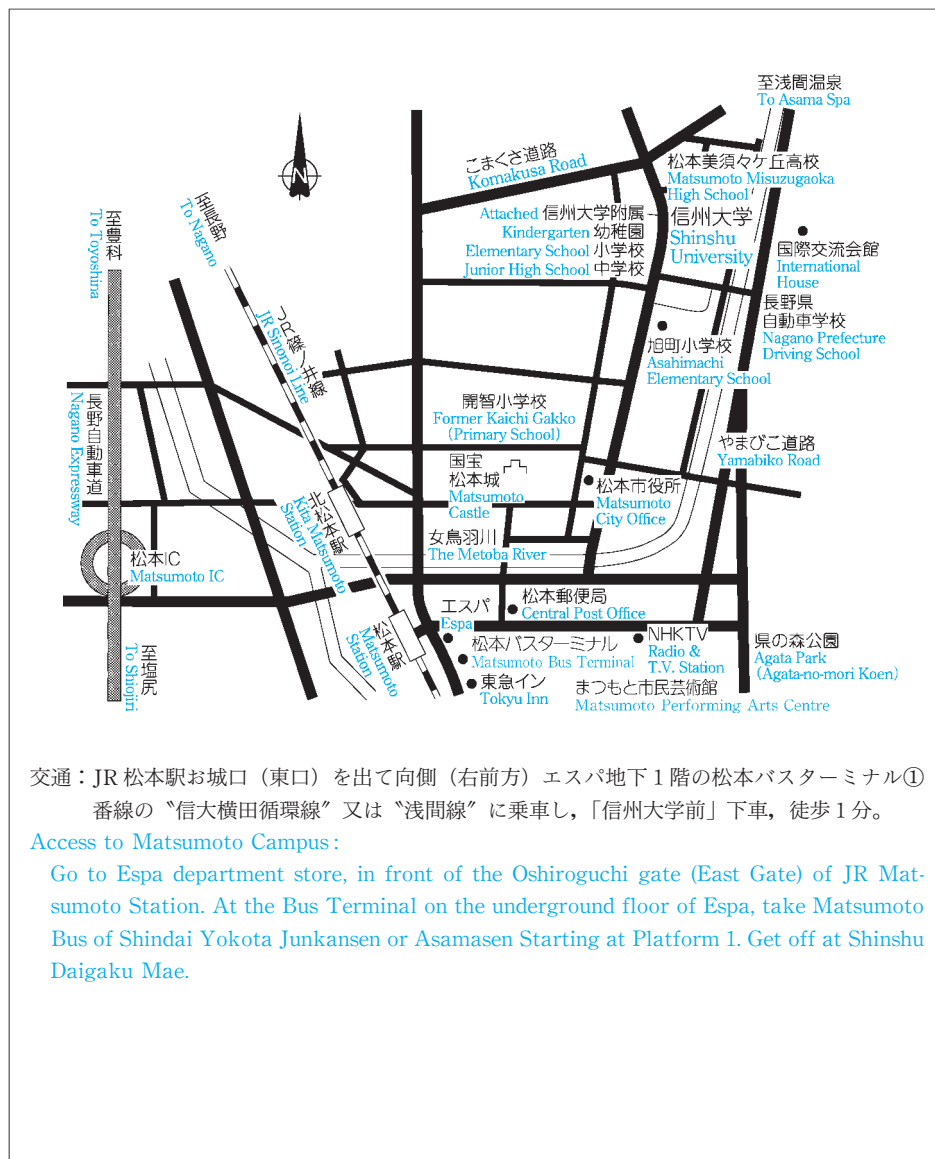 至浅間温泉
To Asama Spa
こまくさ道路
Komakusa Road
松本美須々ケ丘高校
Matsumoto Misuzugaoka
High School
至豊科
To Toyoshina
至長野
To Nagano
N
Attached 信州大学附属
Kindergarten 幼稚園
Elementary School 小学校
Junior High School 中学校
信州大学
Shinshu
University
国際交流会館
International
House
長野県
自動車学校
Nagano Prefecture
Driving School
JR篠ノ井線
JR Sinonoi Line
旭町小学校
Asahimachi
Elementary School
長野自動車道
Nagano Expressway
開智小学校
Former Kaichi Gakko
(Primary School)
やまびこ道路
Yamabiko Road
国宝
松本城
Matsumoto
Castle
松本市役所
Matsumoto
City Office
北松本駅
Kita Matsumoto
Station
女鳥羽川
The Metoba River
松本IC
Matsumoto IC
松本郵便局
Central Post Office
エスパ
Espa
松本駅
Matsumoto
Station
松本バスターミナル
Matsumoto Bus Terminal
NHKTV
Radio &
T.V. Station
県の森公園
Agata Park
(Agata-no-mori Koen)
至塩尻
To Shiojiri
東急イン
Tokyu Inn
まつもと市民芸術館
Matsumoto Performing Arts Centre
交通：JR松本駅お城口（東口）を出て向側（右前方）エスパ地下1階の松本バスターミナル①
番線の〝信大横田循環線〞又は〝浅間線〞に乗車し，「信州大学前」下車，徒歩1分。
Access to Matsumoto Campus :
Go to Espa department store, in front of the Oshiroguchi gate (East Gate) of JR Mat-
sumoto Station. At the Bus Terminal on the underground floor of Espa, take Matsumoto
Bus of Shindai Yokota Junkansen or Asamasen Starting at Platform 1. Get off at Shinshu
Daigaku Mae.